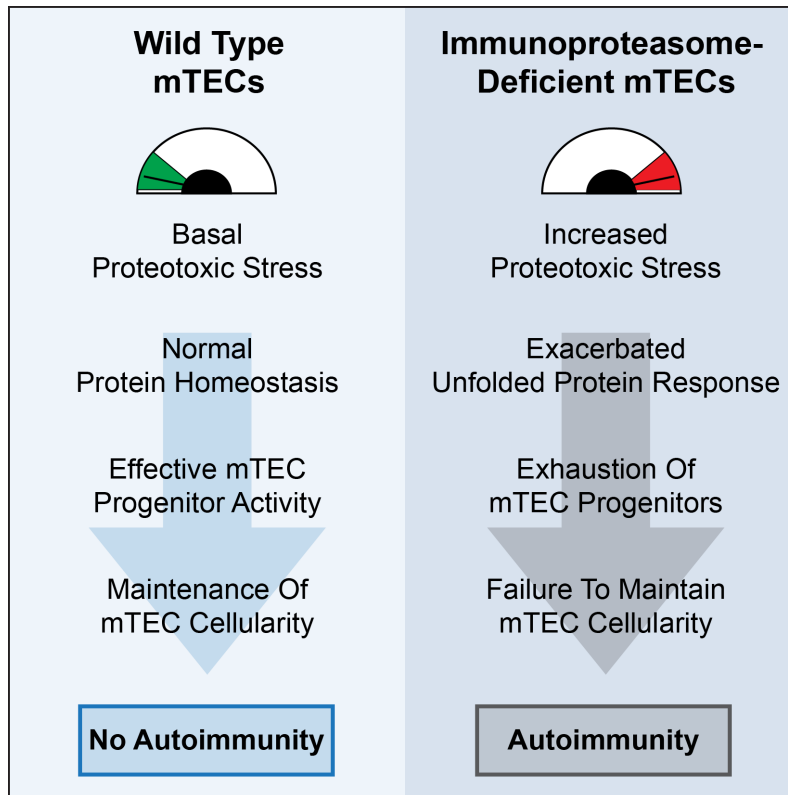 Wild Type
mTECs
Basal
Proteotoxic Stress
Normal
Protein Homeostasis
Effective mTEC
Progenitor Activity
Maintenance Of
mTEC Cellularity
No Autoimmunity
Immunoproteasome-
Deficient mTECs
Increased
Proteotoxic Stress
Exacerbated
Unfolded Protein Response
Exhaustion Of
mTEC Progenitors
Failure To Maintain
mTEC Cellularity
Autoimmunity